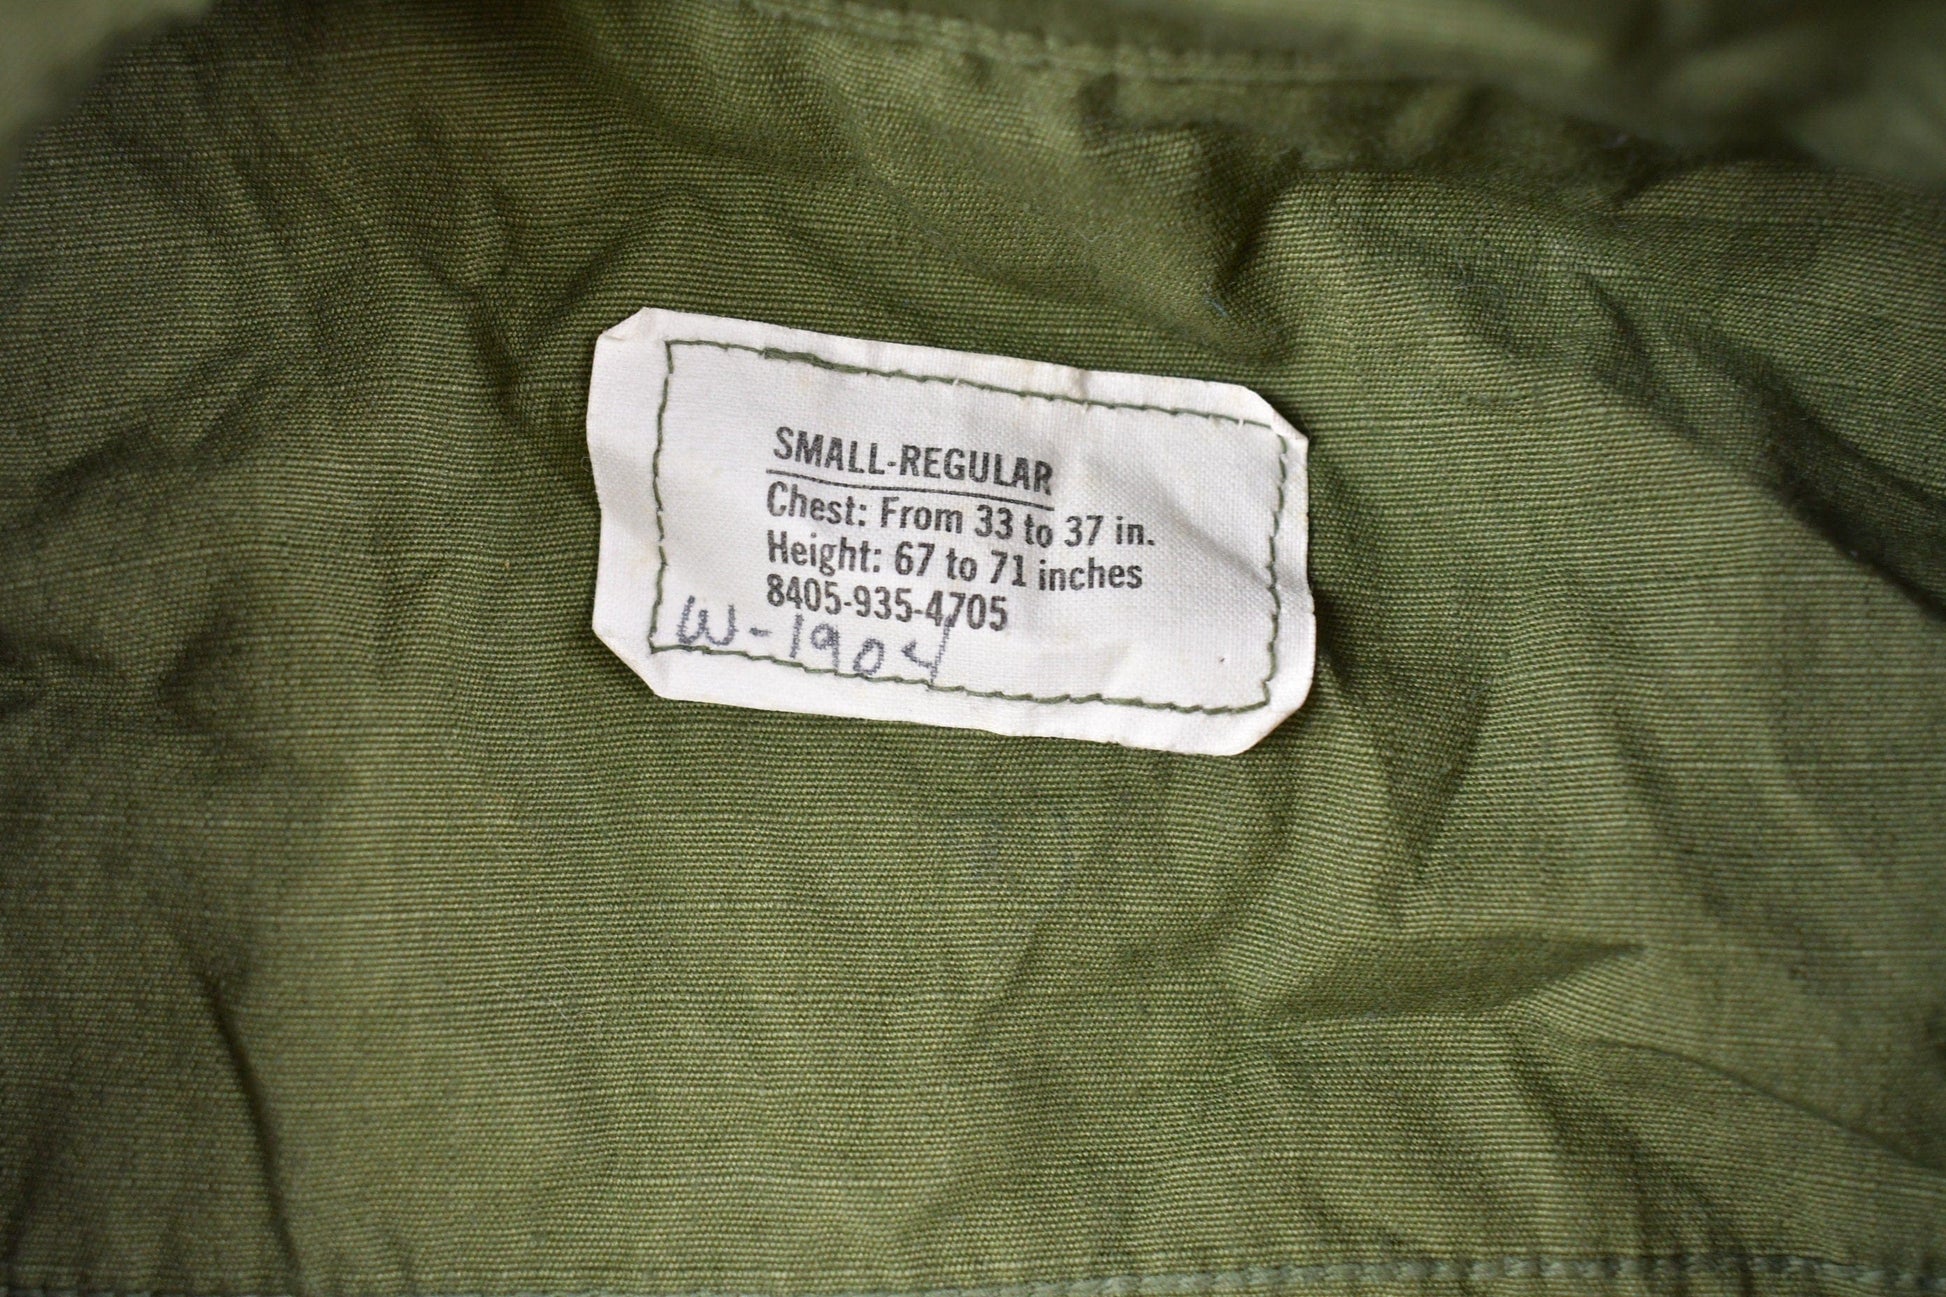 SMALL-REGULAR
Chest: From 33 to 37 in.
Height: 67 to 71 inches
8405-935-4705
W-1904